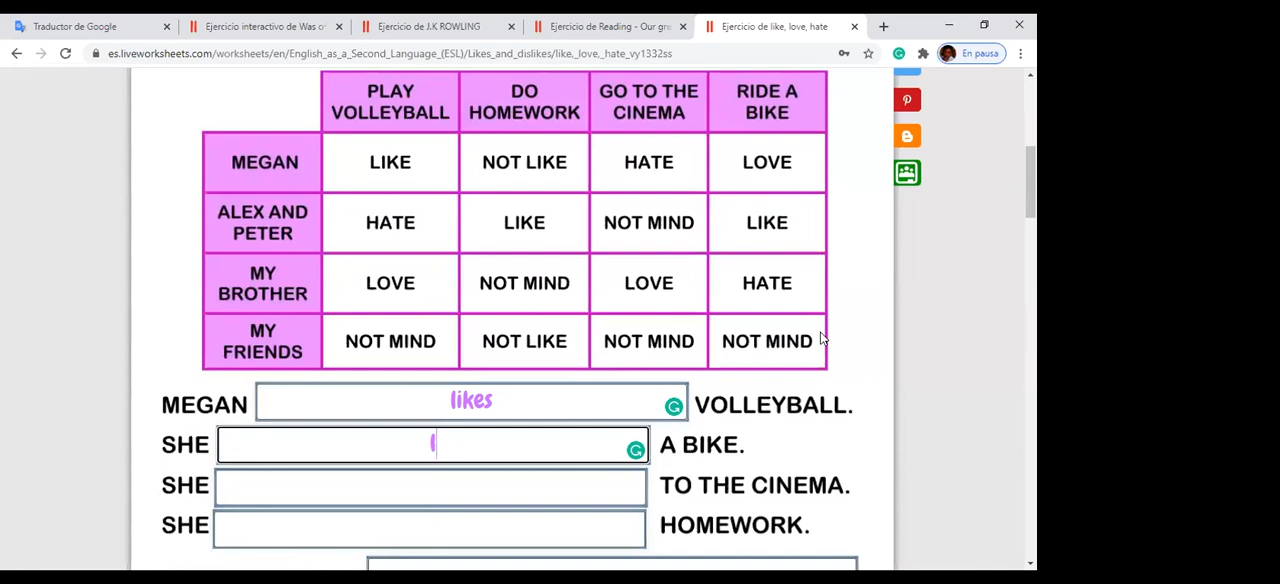 Traductor de Google
Ejercicio interactivo de Was o
Ejercicio de J.K ROWLING
Ejercicio de Reading - Our gre
Ejercicio de like, love, hate
es.liveworksheets.com/worksheets/en/English_as_a_Second_Language_(ESL)/Likes_and_dislikes/like,_love,_hate_vy1332ss
En pausa
PLAY VOLLEYBALL DO HOMEWORK GO TO THE CINEMA RIDE A BIKE
MEGAN LIKE NOT LIKE HATE LOVE
ALEX AND PETER HATE LIKE NOT MIND LIKE
MY BROTHER LOVE NOT MIND LOVE HATE
MY FRIENDS NOT MIND NOT LIKE NOT MIND NOT MIND
MEGAN likes VOLLEYBALL.
SHE l A BIKE.
SHE TO THE CINEMA.
SHE HOMEWORK.